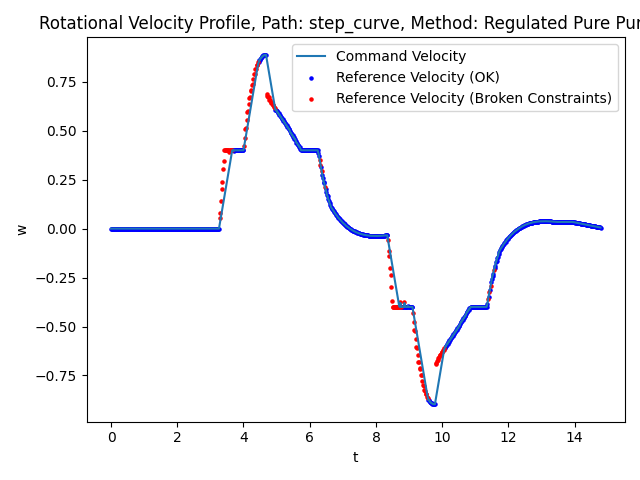 Rotational Velocity Profile, Path: step_curve, Method: Regulated Pure Pur
Command Velocity
Reference Velocity (OK)
Reference Velocity (Broken Constraints)
0.75
0.50
0.25
0.00
−0.25
−0.50
−0.75
w
0 2 4 6 8 10 12 14
t